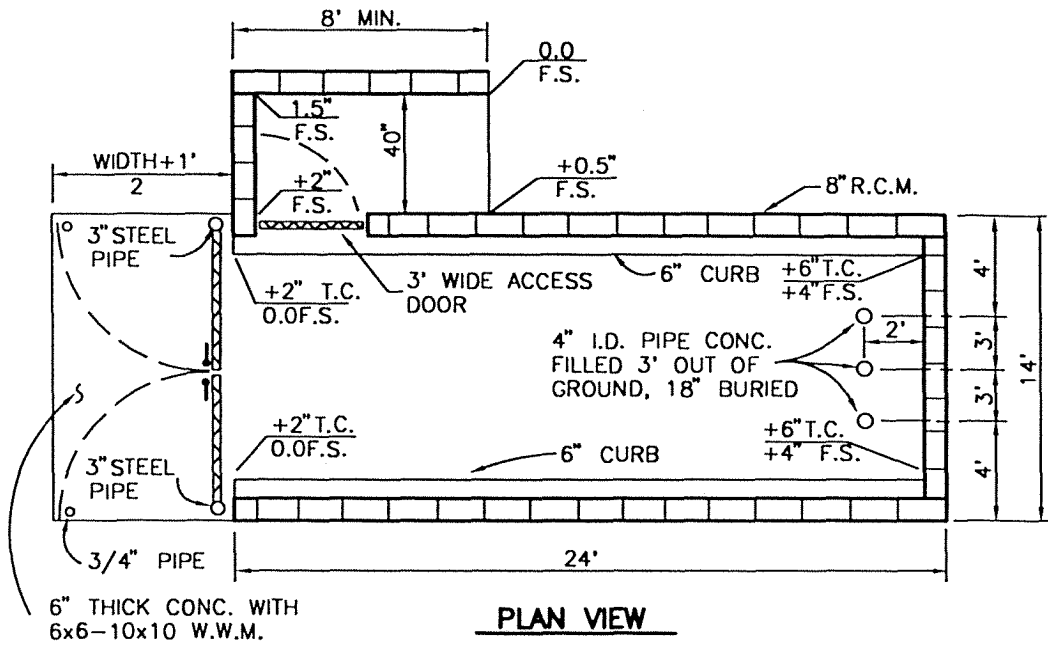 8' MIN.
0.0
F.S.
1.5"
F.S.
40"
WIDTH+1'
2
+2"
F.S.
+0.5"
F.S.
8" R.C.M.
3" STEEL
PIPE
+2" T.C.
0.0F.S.
3' WIDE ACCESS
DOOR
6" CURB
+6" T.C.
+4" F.S.
4'
2'
3'
4" I.D. PIPE CONC.
FILLED 3' OUT OF
GROUND, 18" BURIED
3'
14'
+2" T.C.
0.0F.S.
+6" T.C.
+4" F.S.
6" CURB
4'
3" STEEL
PIPE
3/4" PIPE
24'
6" THICK CONC. WITH
6x6-10x10 W.W.M.
PLAN VIEW